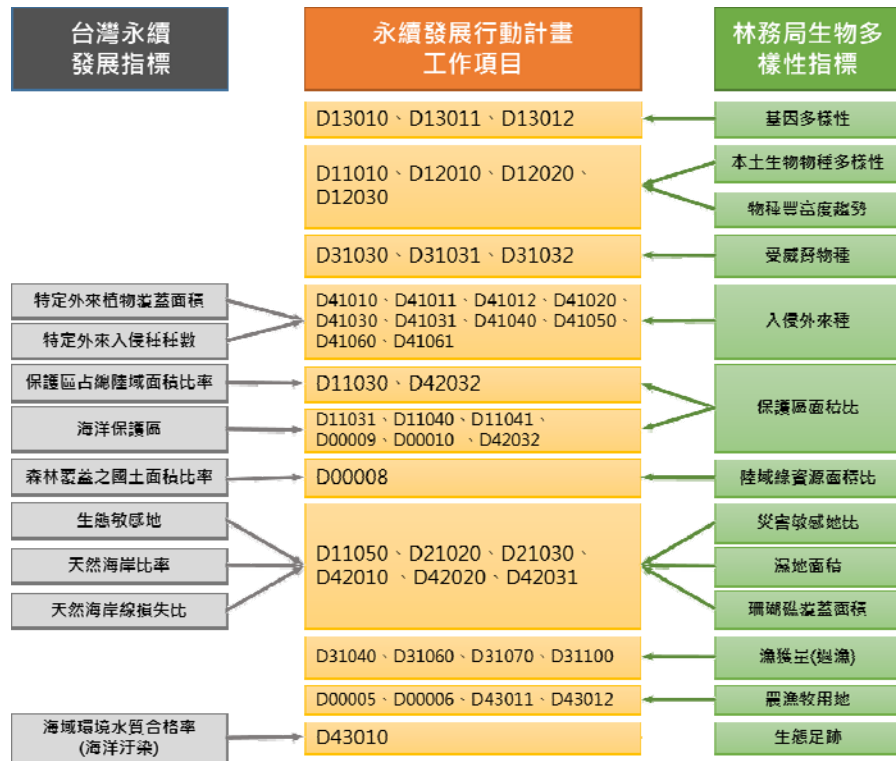 台灣永續
發展指標
永續發展行動計畫
工作項目
林務局生物多
樣性指標
D13010、D13011、D13012
基因多樣性
D11010、D12010、D12020、
D12030
本土生物物種多樣性
物種豐富度趨勢
D31030、D31031、D31032
受威脅物種
特定外來植物覆蓋面積
特定外來入侵種種數
D41010、D41011、D41012、D41020、
D41030、D41031、D41040、D41050、
D41060、D41061
入侵外來種
保護區占總陸域面積比率
D11030、D42032
海洋保護區
D11031、D11040、D11041、
D00009、D00010 、D42032
保護區面積比
森林覆蓋之國土面積比率
D00008
陸域綠資源面積比
生態敏感地
天然海岸比率
天然海岸線損失比
D11050、D21020、D21030、
D42010 、D42020、D42031
災害敏感地比
濕地面積
珊瑚礁覆蓋面積
D31040、D31060、D31070、D31100
漁獲量(過漁)
D00005、D00006、D43011、D43012
農漁牧用地
海域環境水質合格率
(海洋汙染)
D43010
生態足跡